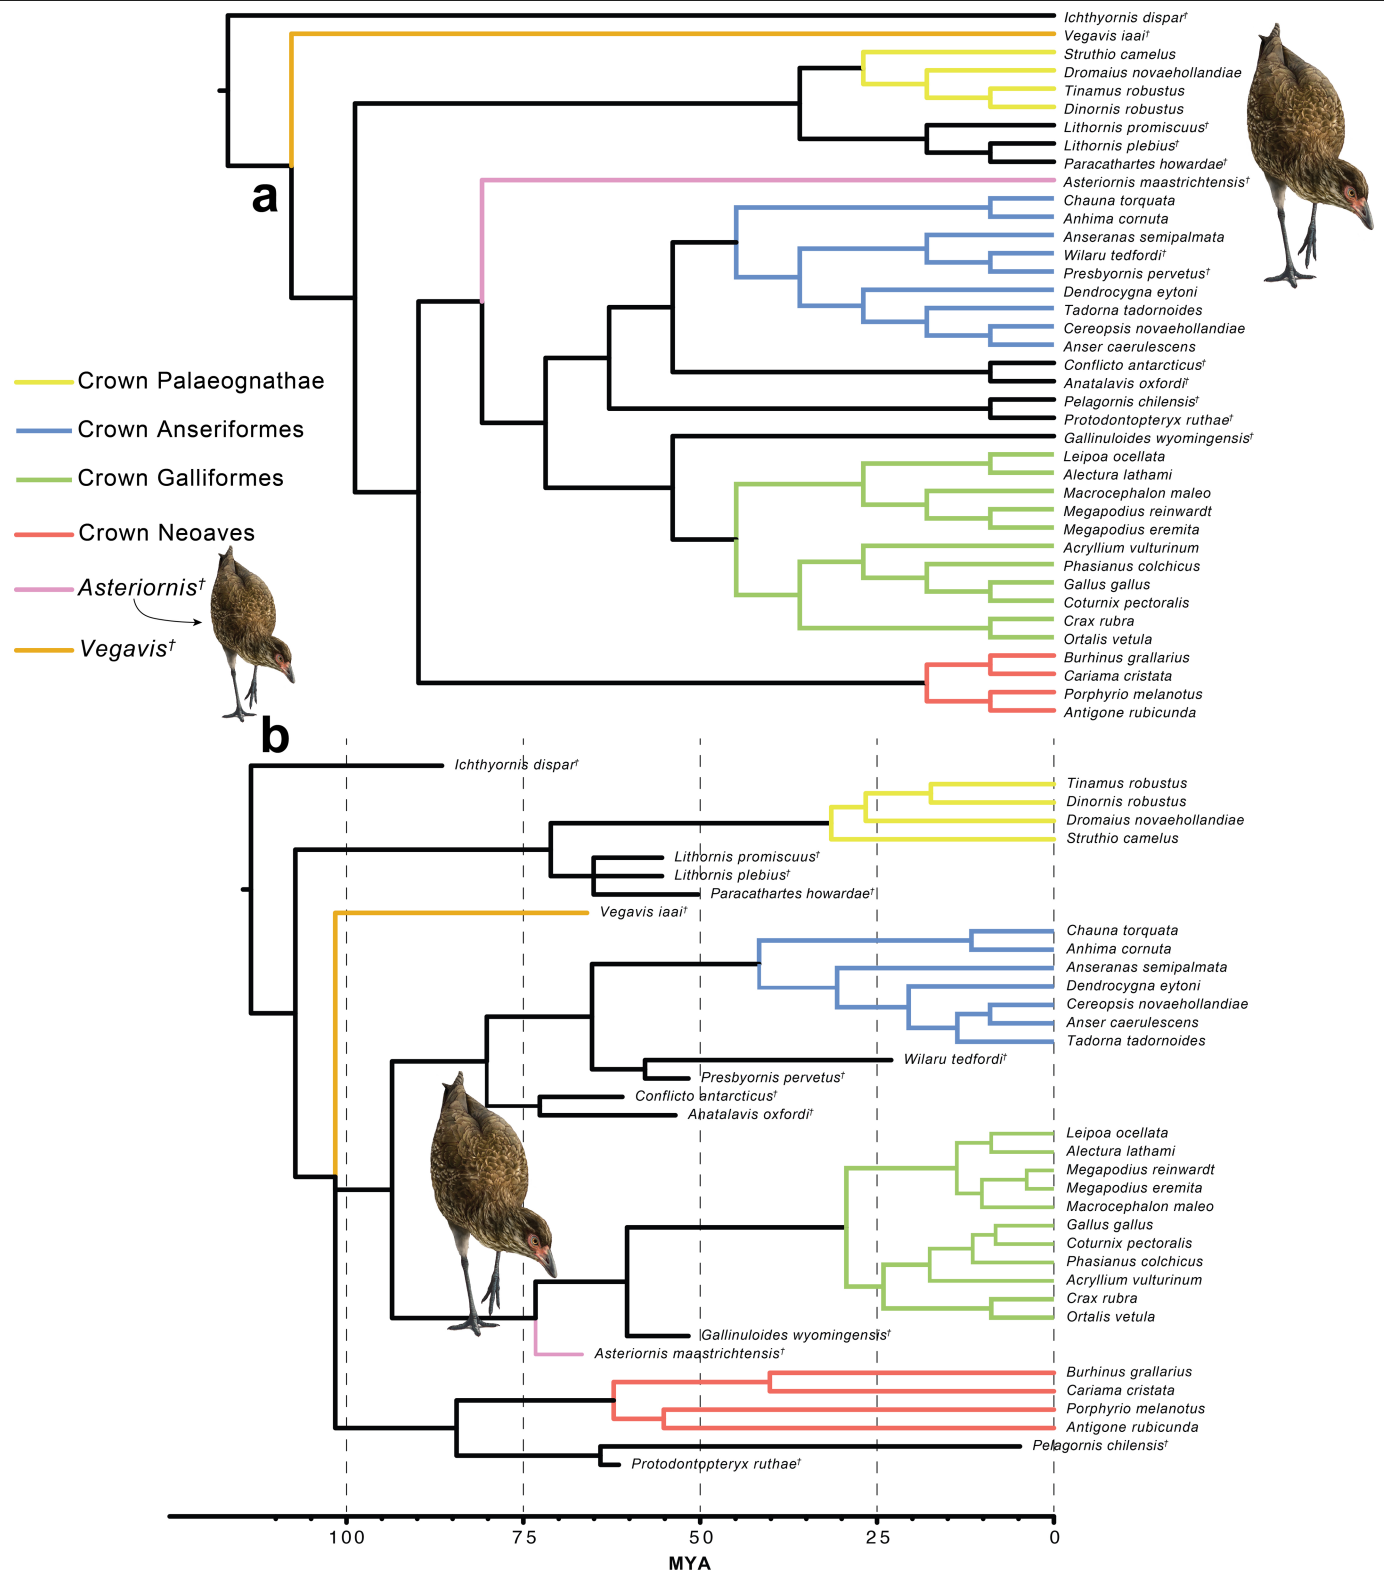 Ichthyornis dispar†
Vegavis iaai†
Struthio camelus
Dromaius novaehollandiae
Tinamus robustus
Dinornis robustus
Lithornis promiscuus†
Lithornis plebius†
Paracathartes howardae†
Asteriornis maastrichtensis†
a
Chauna torquata
Anhima cornuta
Anseranas semipalmata
Wilaru tedfordi†
Presbyornis pervetus†
Dendrocygna eytoni
Tadorna tadornoides
Cereopsis novaehollandiae
Anser caerulescens
Conflicto antarcticus†
Anatalavis oxfordi†
Pelagornis chilensis†
Protodontopteryx ruthae†
Gallinuloides wyomingensis†
Leipoa ocellata
Alectura lathami
Macrocephalon maleo
Megapodius reinwardt
Megapodius eremita
Acryllium vulturinum
Phasianus colchicus
Gallus gallus
Coturnix pectoralis
Crax rubra
Ortalis vetula
Burhinus grallarius
Cariama cristata
Porphyrio melanotus
Antigone rubicunda
Crown Palaeognathae
Crown Anseriformes
Crown Galliformes
Crown Neoaves
Asteriornis†
Vegavis†
b
Ichthyornis dispar†
Tinamus robustus
Dinornis robustus
Dromaius novaehollandiae
Struthio camelus
Lithornis promiscuus†
Lithornis plebius†
Paracathartes howardae†
Vegavis iaai†
Chauna torquata
Anhima cornuta
Anseranas semipalmata
Dendrocygna eytoni
Cereopsis novaehollandiae
Anser caerulescens
Tadorna tadornoides
Wilaru tedfordi†
Presbyornis pervetus†
Conflicto antarcticus†
Anatalavis oxfordi†
Leipoa ocellata
Alectura lathami
Megapodius reinwardt
Megapodius eremita
Macrocephalon maleo
Gallus gallus
Coturnix pectoralis
Phasianus colchicus
Acryllium vulturinum
Crax rubra
Ortalis vetula
Gallinuloides wyomingensis†
Asteriornis maastrichtensis†
Burhinus grallarius
Cariama cristata
Porphyrio melanotus
Antigone rubicunda
Pelagornis chilensis†
Protodontopteryx ruthae†
100 75 50 25 0
MYA